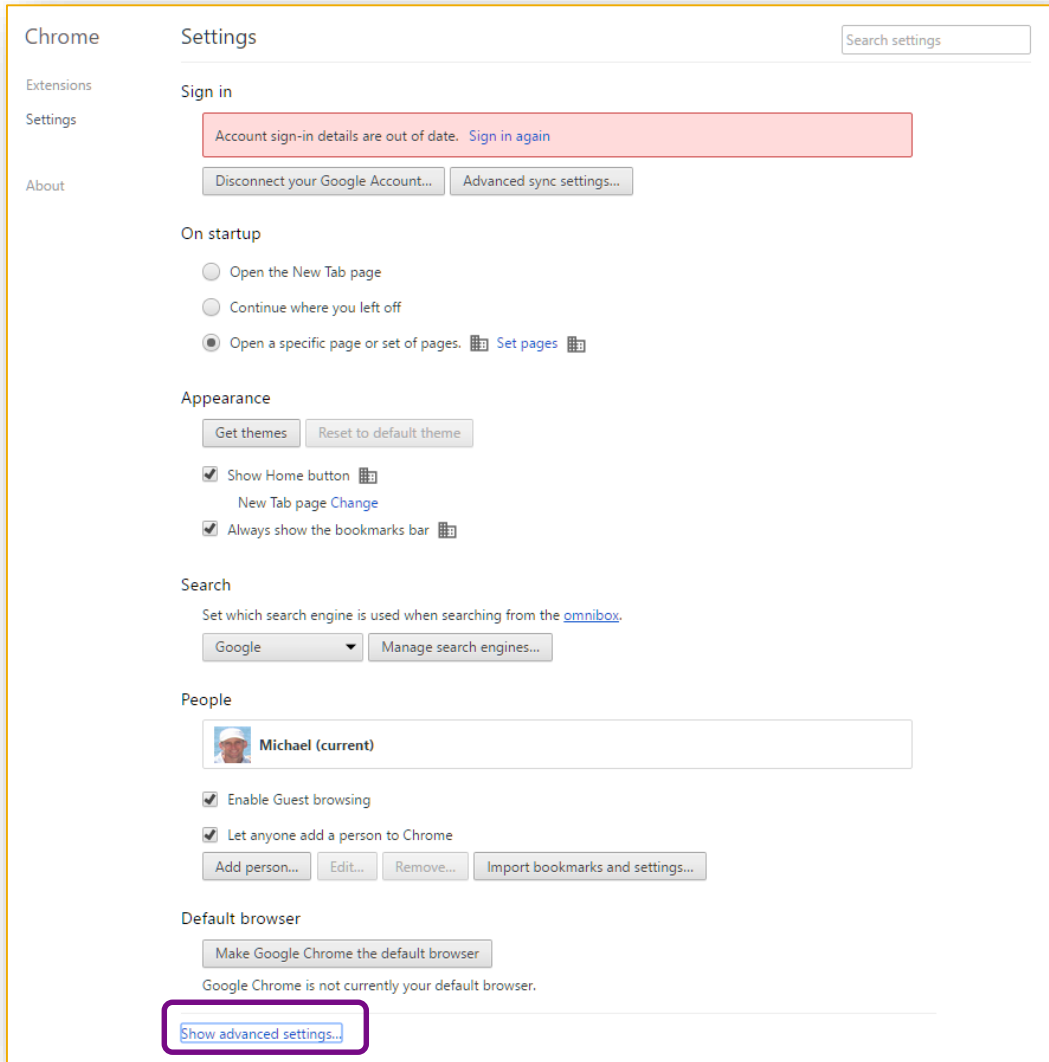 Chrome
Settings
Search settings
Extensions
Settings
About
Sign in
Account sign-in details are out of date. Sign in again
Disconnect your Google Account... Advanced sync settings...
On startup
Open the New Tab page
Continue where you left off
Open a specific page or set of pages. Set pages
Appearance
Get themes Reset to default theme
Show Home button
New Tab page Change
Always show the bookmarks bar
Search
Set which search engine is used when searching from the omnibox.
Google Manage search engines...
People
Michael (current)
Enable Guest browsing
Let anyone add a person to Chrome
Add person... Edit... Remove... Import bookmarks and settings...
Default browser
Make Google Chrome the default browser
Google Chrome is not currently your default browser.
Show advanced settings...